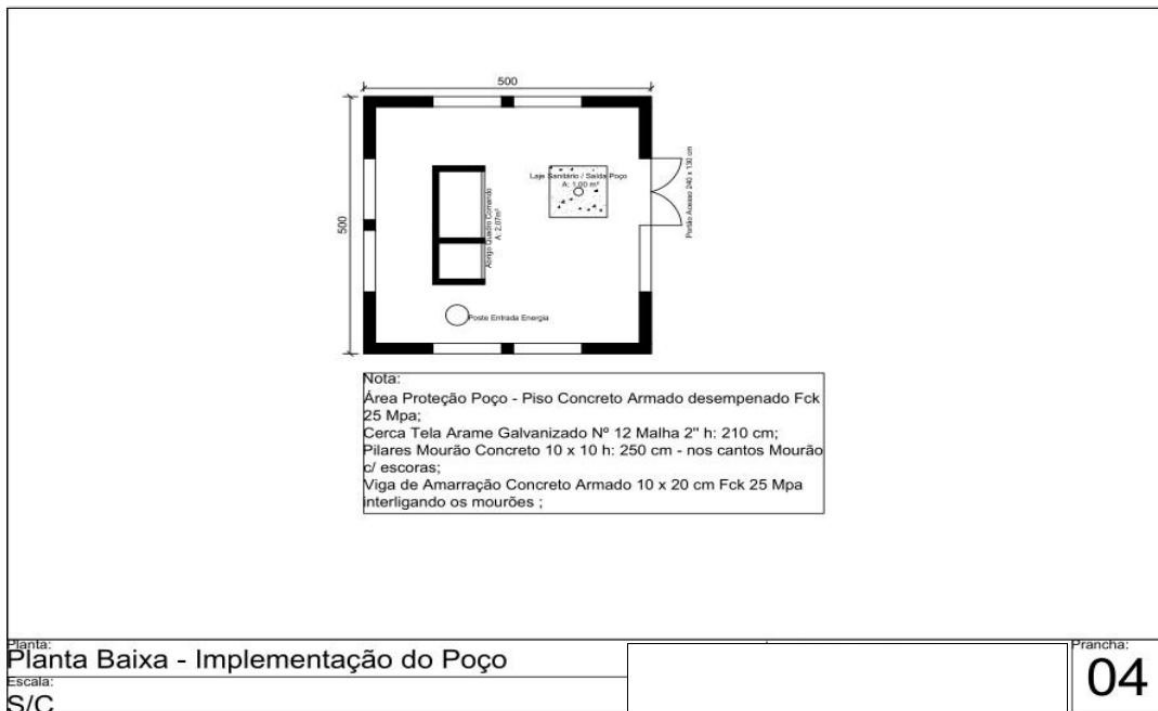 500
500
Laje Sanitário / Saída Poço
A: 1,00 m²
Abrigo Quadro Comando
A: 2,07m²
Portão Acesso 240 x 130 cm
Poste Entrada Energia
Nota:
Área Proteção Poço - Piso Concreto Armado desempenado Fck
25 Mpa;
Cerca Tela Arame Galvanizado Nº 12 Malha 2" h: 210 cm;
Pilares Mourão Concreto 10 x 10 h: 250 cm - nos cantos Mourão
c/ escoras;
Viga de Amarração Concreto Armado 10 x 20 cm Fck 25 Mpa
interligando os mourões ;
Planta:
Planta Baixa - Implementação do Poço
Escala:
S/C
Prancha:
04